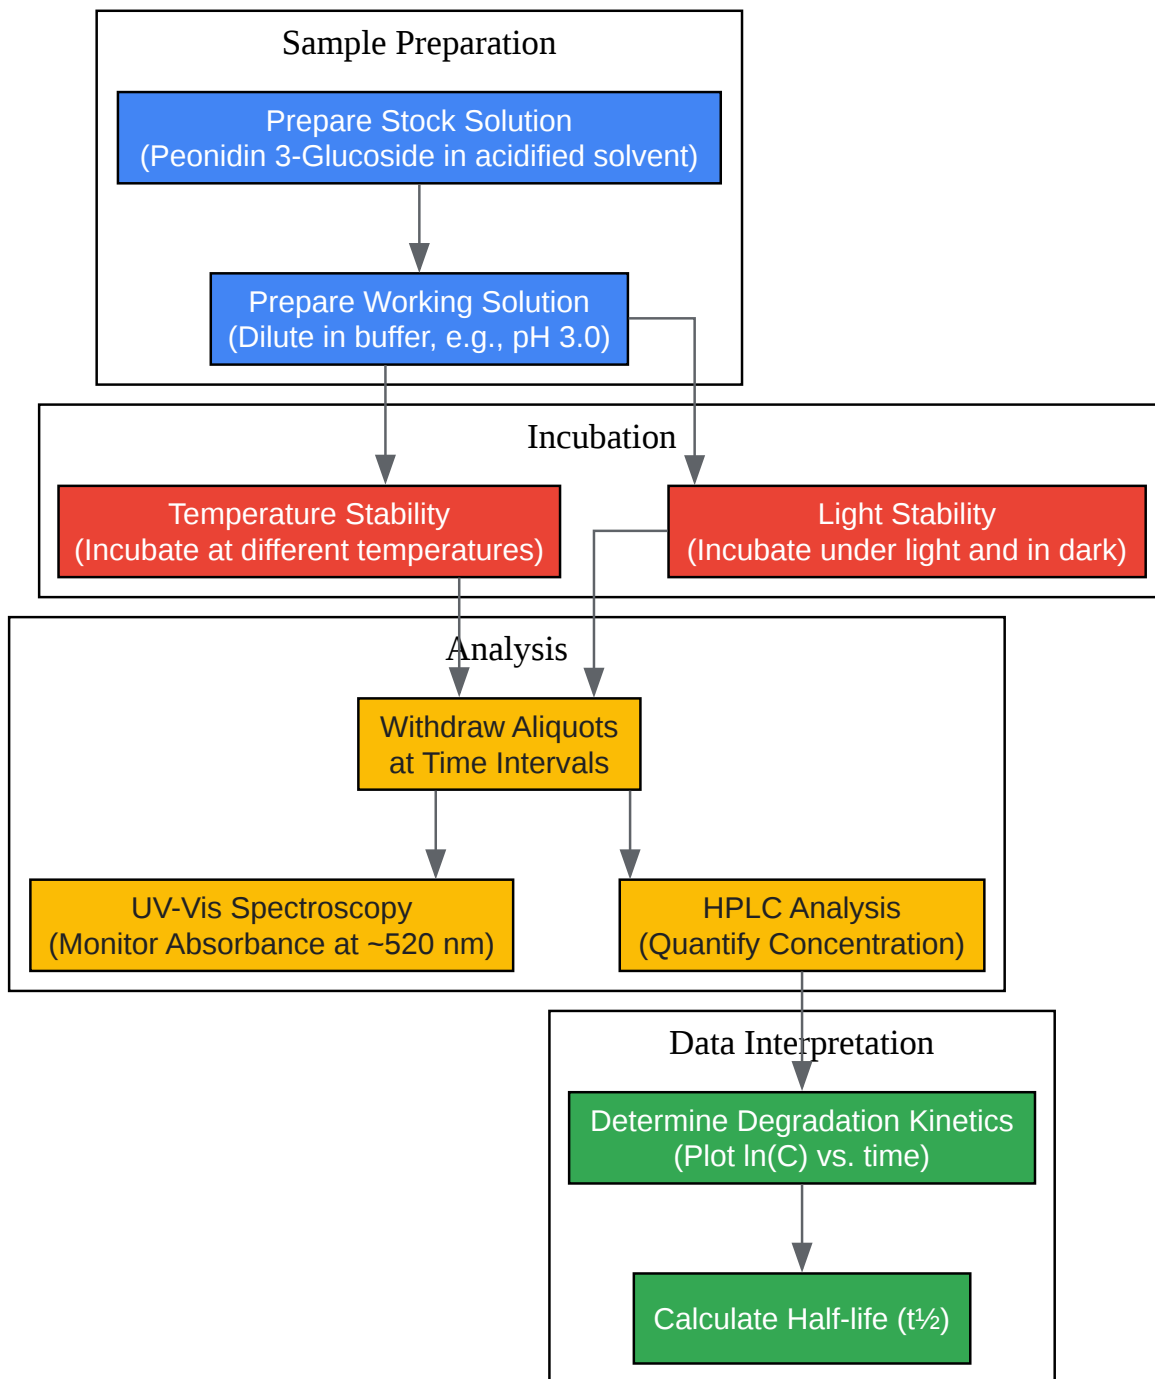 Sample Preparation
Prepare Stock Solution
(Peonidin 3-Glucoside in acidified solvent)
Prepare Working Solution
(Dilute in buffer, e.g., pH 3.0)
Incubation
Temperature Stability
(Incubate at different temperatures)
Light Stability
(Incubate under light and in dark)
Analysis
Withdraw Aliquots
at Time Intervals
UV-Vis Spectroscopy
(Monitor Absorbance at ~520 nm)
HPLC Analysis
(Quantify Concentration)
Data Interpretation
Determine Degradation Kinetics
(Plot ln(C) vs. time)
Calculate Half-life (t½)